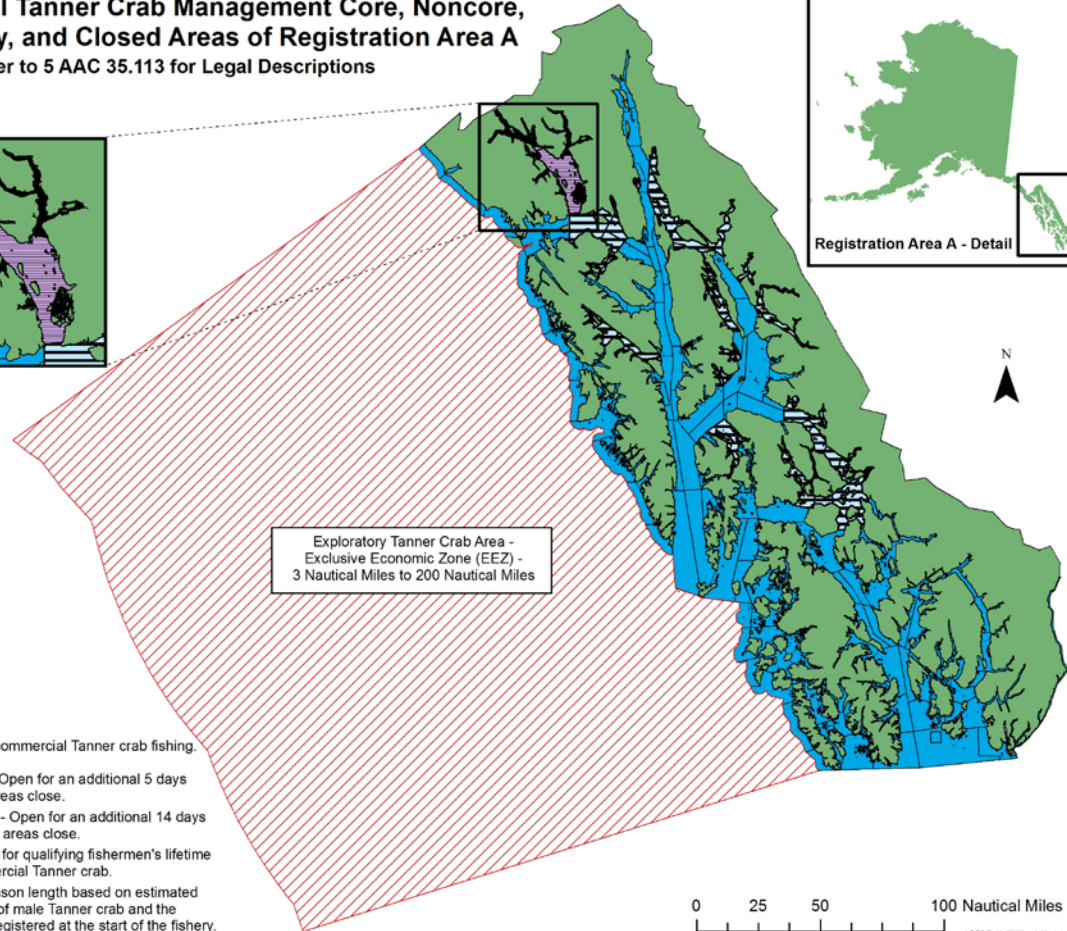 l Tanner Crab Management Core, Noncore,
y, and Closed Areas of Registration Area A
er to 5 AAC 35.113 for Legal Descriptions
Registration Area A - Detail
N
Exploratory Tanner Crab Area -
Exclusive Economic Zone (EEZ) -
3 Nautical Miles to 200 Nautical Miles
commercial Tanner crab fishing.
Open for an additional 5 days
reas close.
- Open for an additional 14 days
areas close.
for qualifying fishermen's lifetime
ercial Tanner crab.
son length based on estimated
of male Tanner crab and the
egistered at the start of the fishery.
0 25 50 100 Nautical Miles